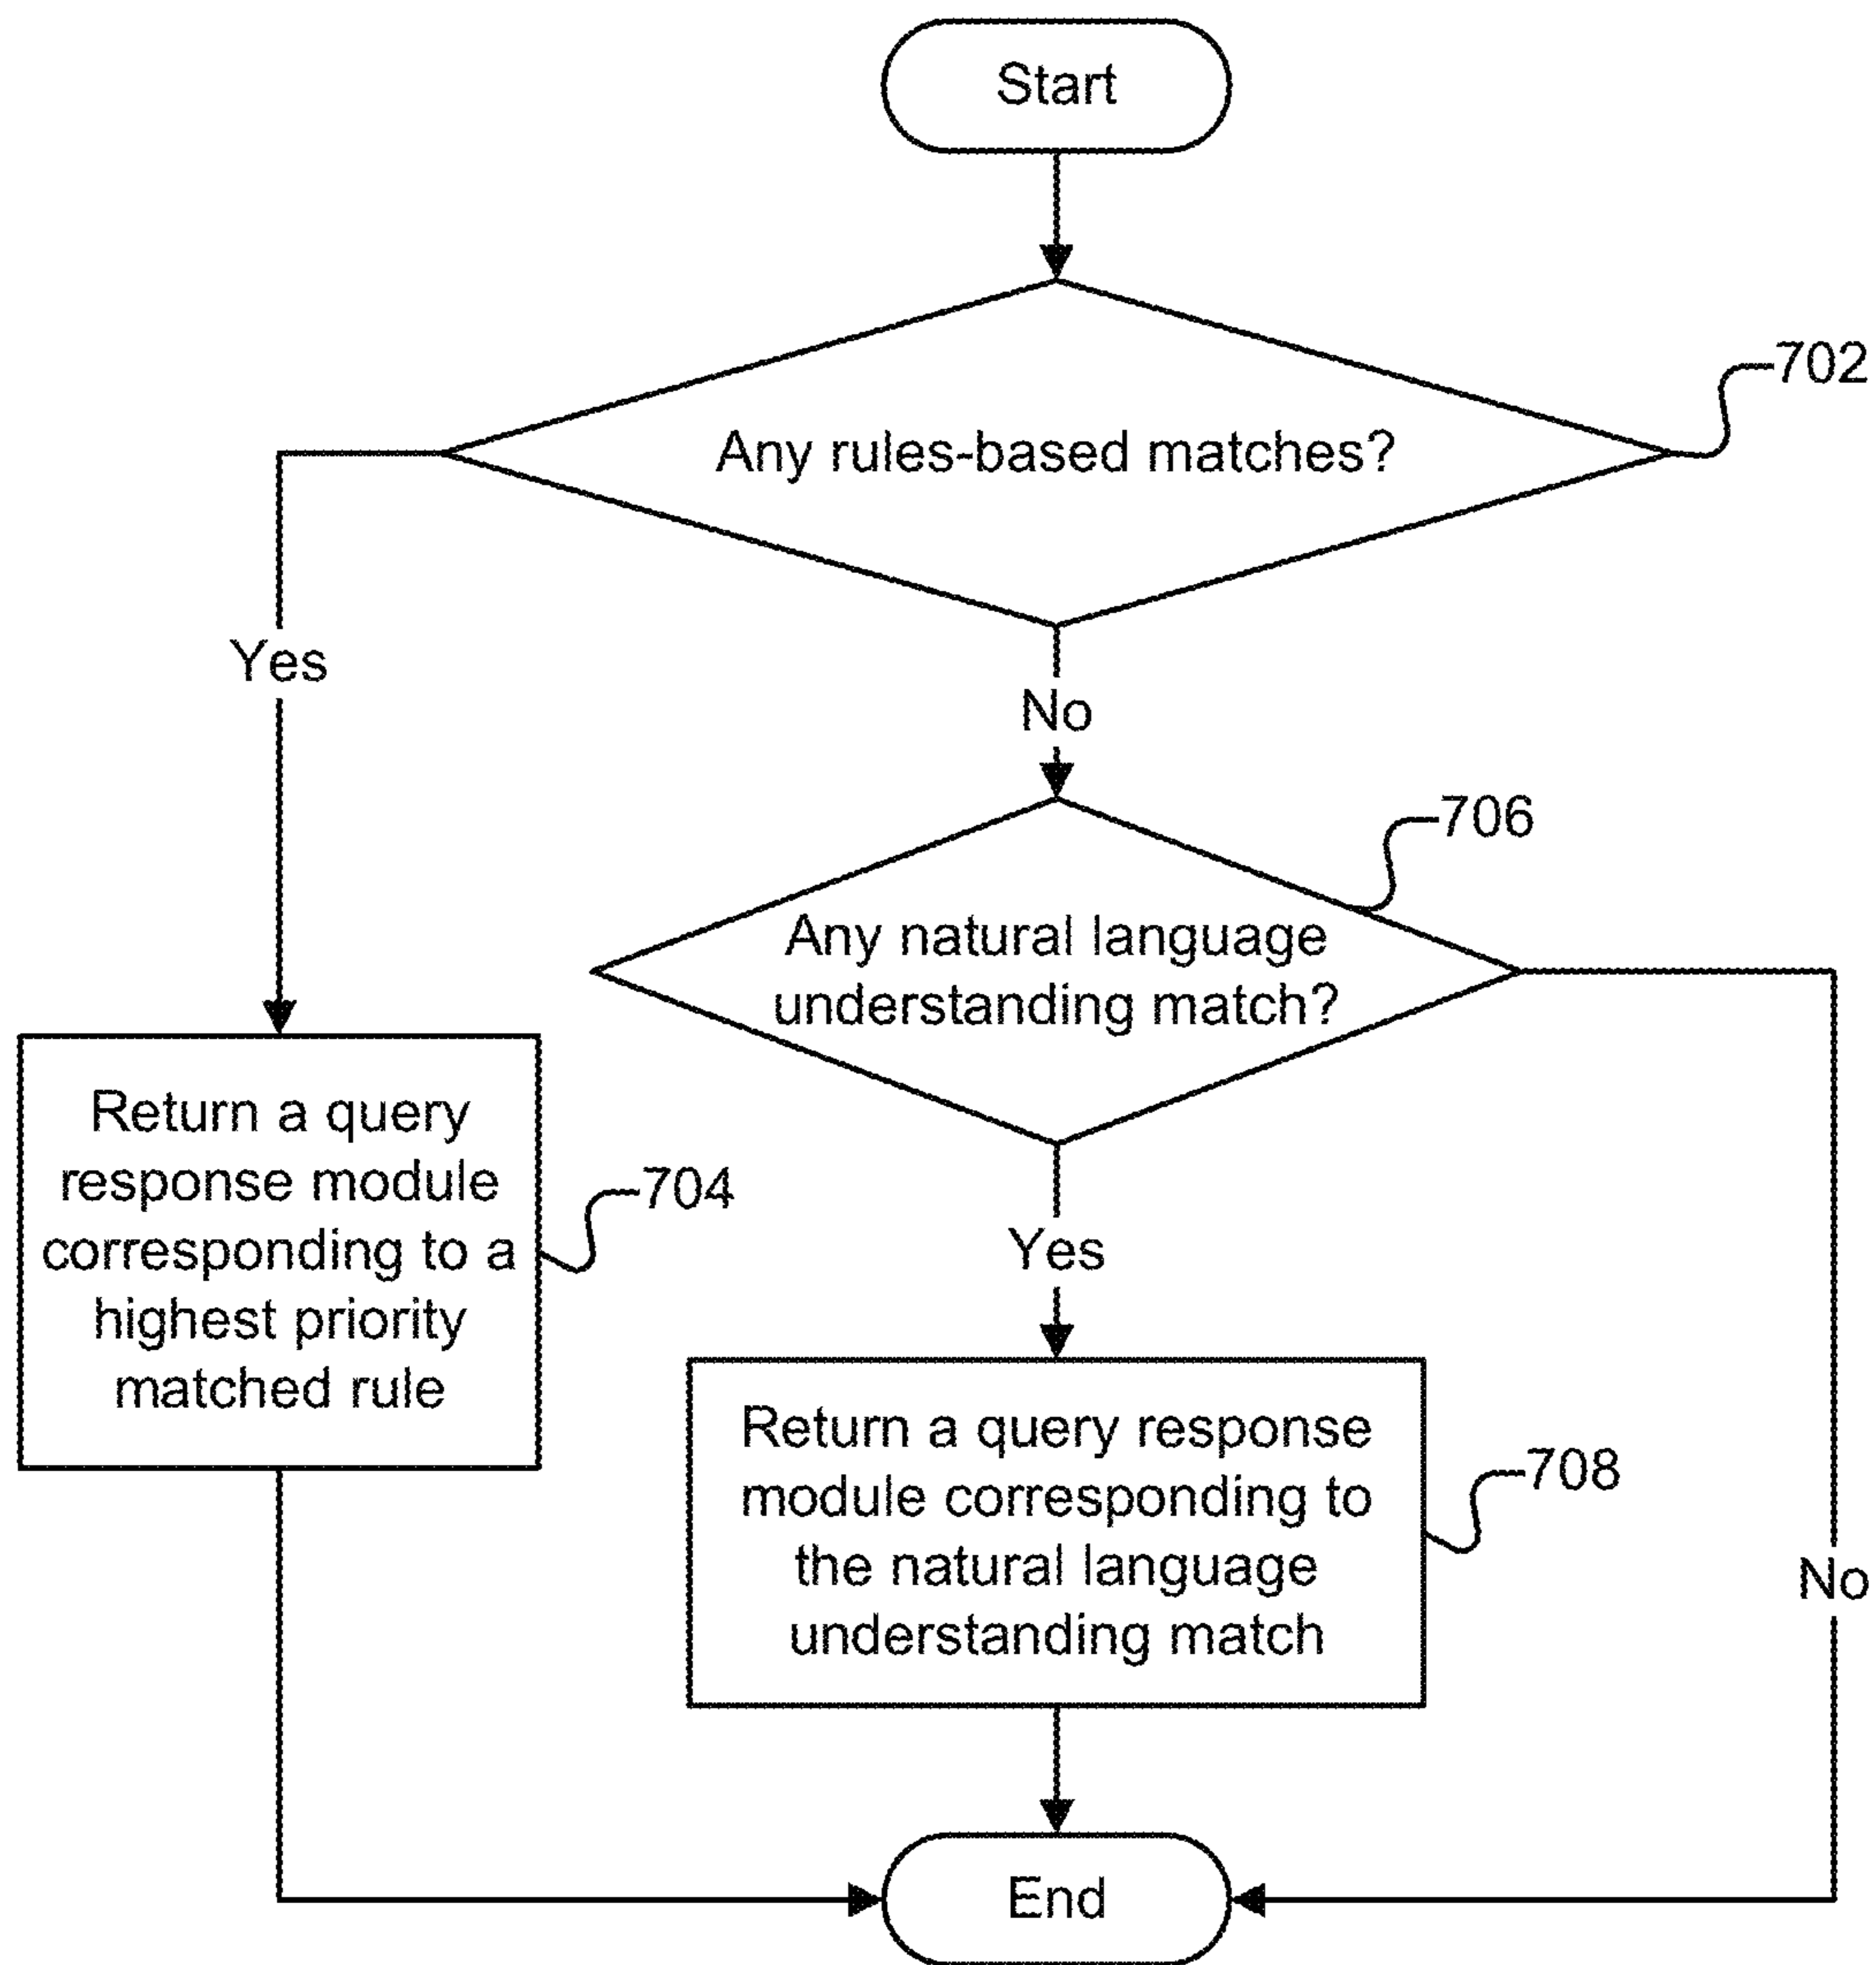 Start
702
Any rules-based matches?
Yes
No
706
Any natural language
understanding match?
Return a query
response module
corresponding to a
highest priority
matched rule
704
Yes
Return a query response
module corresponding to
the natural language
understanding match
708
No
End